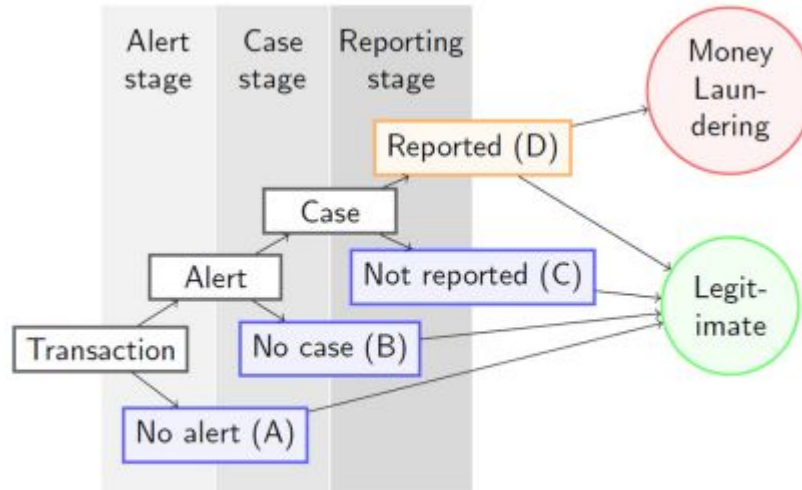 Alert
stage
Case
stage
Reporting
stage
Money
Laun-
dering
Reported (D)
Case
Not reported (C)
Alert
Legit-
imate
No case (B)
Transaction
No alert (A)